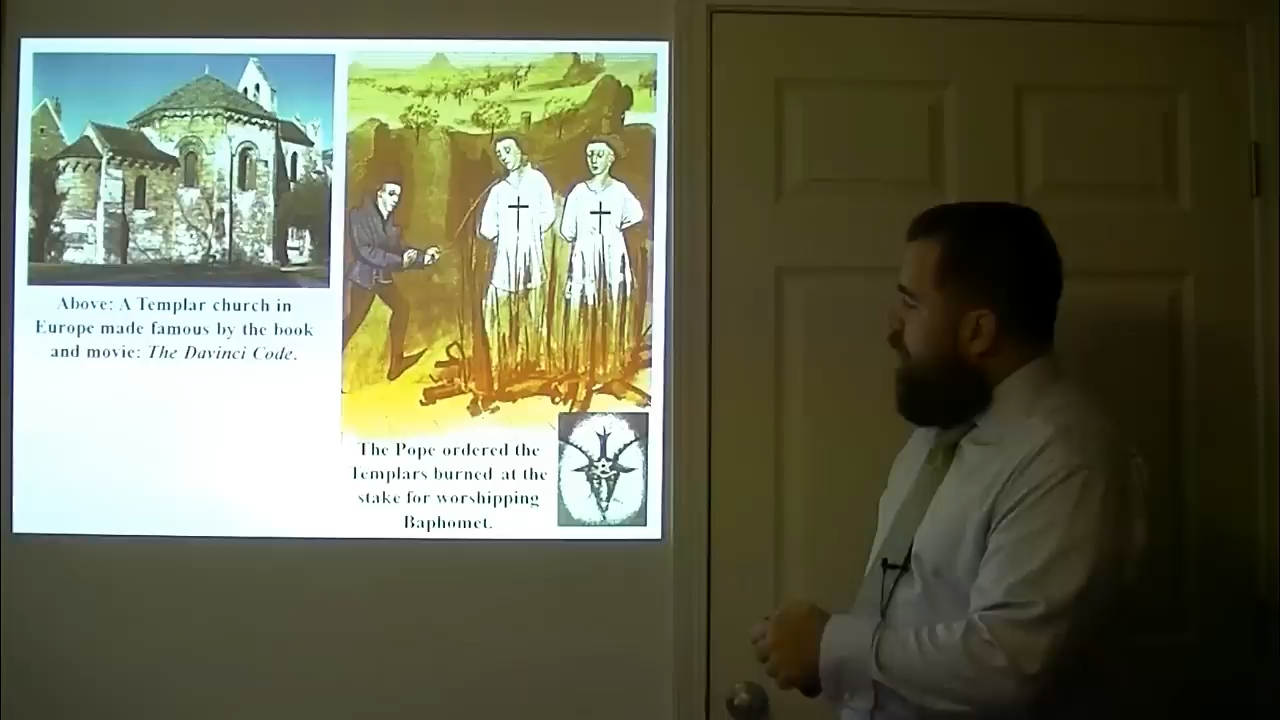 Above: A Templar church in
Europe made famous by the book
and movie: The Davinci Code.
The Pope ordered the
Templars burned at the
stake for worshipping
Baphomet.